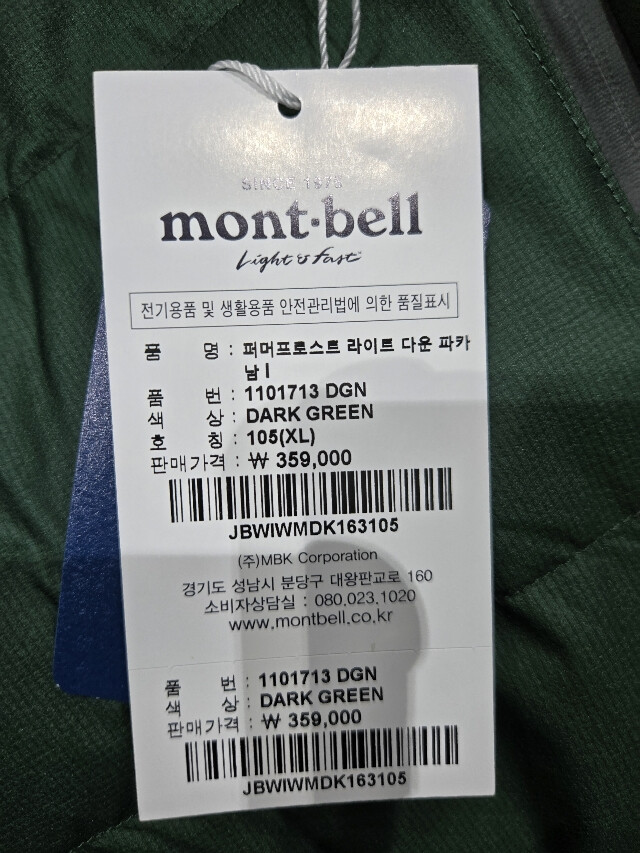 SINCE 1975
mont·bell
Light & Fast
전기용품 및 생활용품 안전관리법에 의한 품질표시
품 명 : 퍼머프로스트 라이트 다운 파카
남 I
품 번 : 1101713 DGN
색 상 : DARK GREEN
호 칭 : 105(XL)
판매가격 : ₩ 359,000
JBWIWMDK163105
(주)MBK Corporation
경기도 성남시 분당구 대왕판교로 160
소비자상담실 : 080.023.1020
www.montbell.co.kr
품 번 : 1101713 DGN
색 상 : DARK GREEN
판매가격 : ₩ 359,000
JBWIWMDK163105